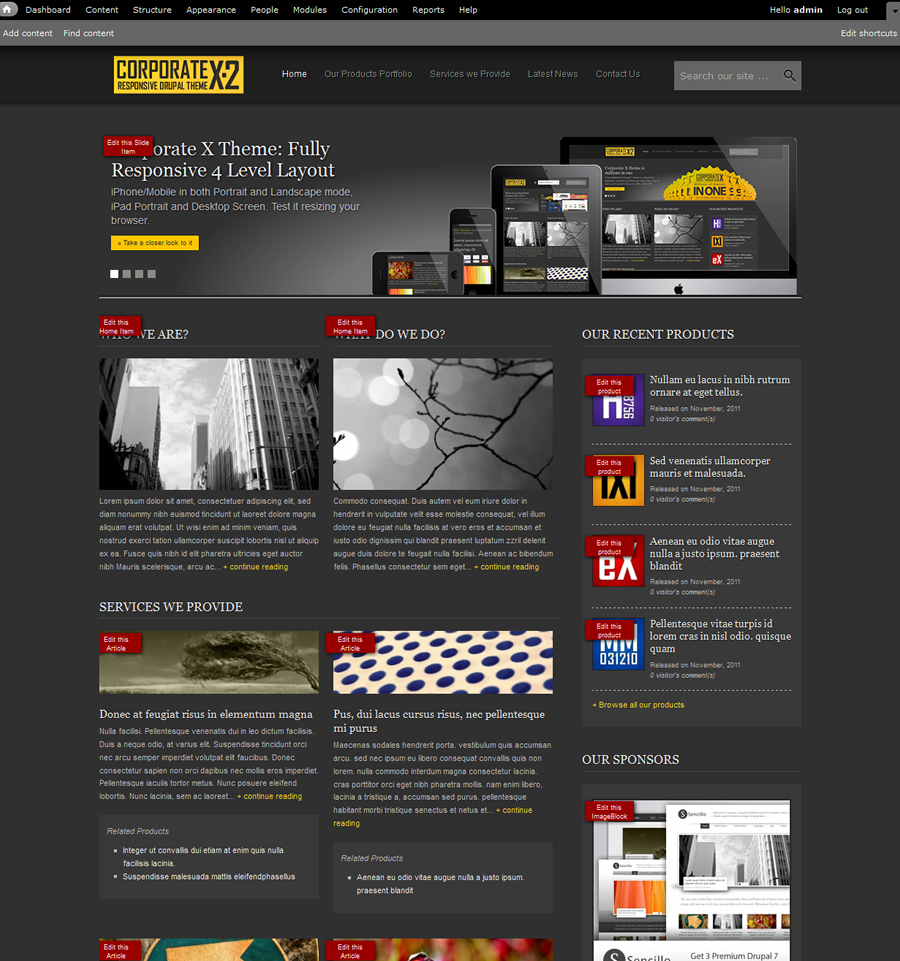 Dashboard Content Structure Appearance People Modules Configuration Reports Help Hello admin Log out
Add content Find content Edit shortcuts
CORPORATE X·2
RESPONSIVE DRUPAL THEME
Home Our Products Portfolio Services we Provide Latest News Contact Us Search our site ...
Edit this Slide
Item
porate X Theme: Fully
Responsive 4 Level Layout
iPhone/Mobile in both Portrait and Landscape mode,
iPad Portrait and Desktop Screen. Test it resizing your
browser.
» Take a closer look to it
IN ONE
Edit this
Home Item
WE ARE?
Lorem ipsum dolor sit amet, consectetuer adipiscing elit, sed
diam nonummy nibh euismod tincidunt ut laoreet dolore magna
aliquam erat volutpat. Ut wisi enim ad minim veniam, quis
nostrud exerci tation ullamcorper suscipit lobortis nisl ut aliquip
ex ea. Fusce quis nibh id elit pharetra ultricies eget auctor
nibh Mauris scelerisque, arcu ac... + continue reading
Edit this
Home Item
DO WE DO?
Commodo consequat. Duis autem vel eum iriure dolor in
hendrerit in vulputate velit esse molestie consequat, vel illum
dolore eu feugiat nulla facilisis at vero eros et accumsan et
iusto odio dignissim qui blandit praesent luptatum zzril delenit
augue duis dolore te feugait nulla facilisi. Aenean ac bibendum
felis. Phasellus consectetur sem eget... + continue reading
SERVICES WE PROVIDE
Edit this
Article
Donec at feugiat risus in elementum magna
Nulla facilisi. Pellentesque venenatis dui in leo dictum facilisis.
Duis a neque odio, at varius elit. Suspendisse tincidunt orci
nec arcu semper imperdiet volutpat elit faucibus. Donec
consectetur sapien non orci dapibus nec mollis eros imperdiet.
Pellentesque iaculis tortor metus. Nunc posuere eleifend
lobortis. Nunc lacinia, sem ac laoreet... + continue reading
Related Products
Integer ut convallis dui etiam at enim quis nulla
facilisis lacinia.
Suspendisse malesuada mattis eleifendphasellus
Edit this
Article
Pus, dui lacus cursus risus, nec pellentesque
mi purus
Maecenas sodales hendrerit porta. vestibulum quis accumsan
arcu. sed nec ipsum eu libero consequat convallis quis non
lorem. nulla commodo interdum magna consectetur lacinia.
cras porttitor orci eget nibh pharetra mollis. nam enim libero,
lacinia a tristique a, accumsan sed purus. pellentesque
habitant morbi tristique senectus et netus et... + continue
reading
Related Products
Aenean eu odio vitae augue nulla a justo ipsum.
praesent blandit
Edit this
Article
Edit this
Article
OUR RECENT PRODUCTS
Edit this
product
8756
Nullam eu lacus in nibh rutrum
ornare at eget tellus.
Released on November, 2011
0 visitor's comment(s)
Edit this
product
Sed venenatis ullamcorper
mauris et malesuada.
Released on November, 2011
0 visitor's comment(s)
Edit this
product
Aenean eu odio vitae augue
nulla a justo ipsum. praesent
blandit
Released on November, 2011
0 visitor's comment(s)
Edit this
product
MM
031210
Pellentesque vitae turpis id
lorem cras in nisl odio. quisque
quam
Released on November, 2011
0 visitor's comment(s)
+ Browse all our products
OUR SPONSORS
Edit this
ImageBlock
Sencillo
Sencillo
Sencillo
Get 3 Premium Drupal 7